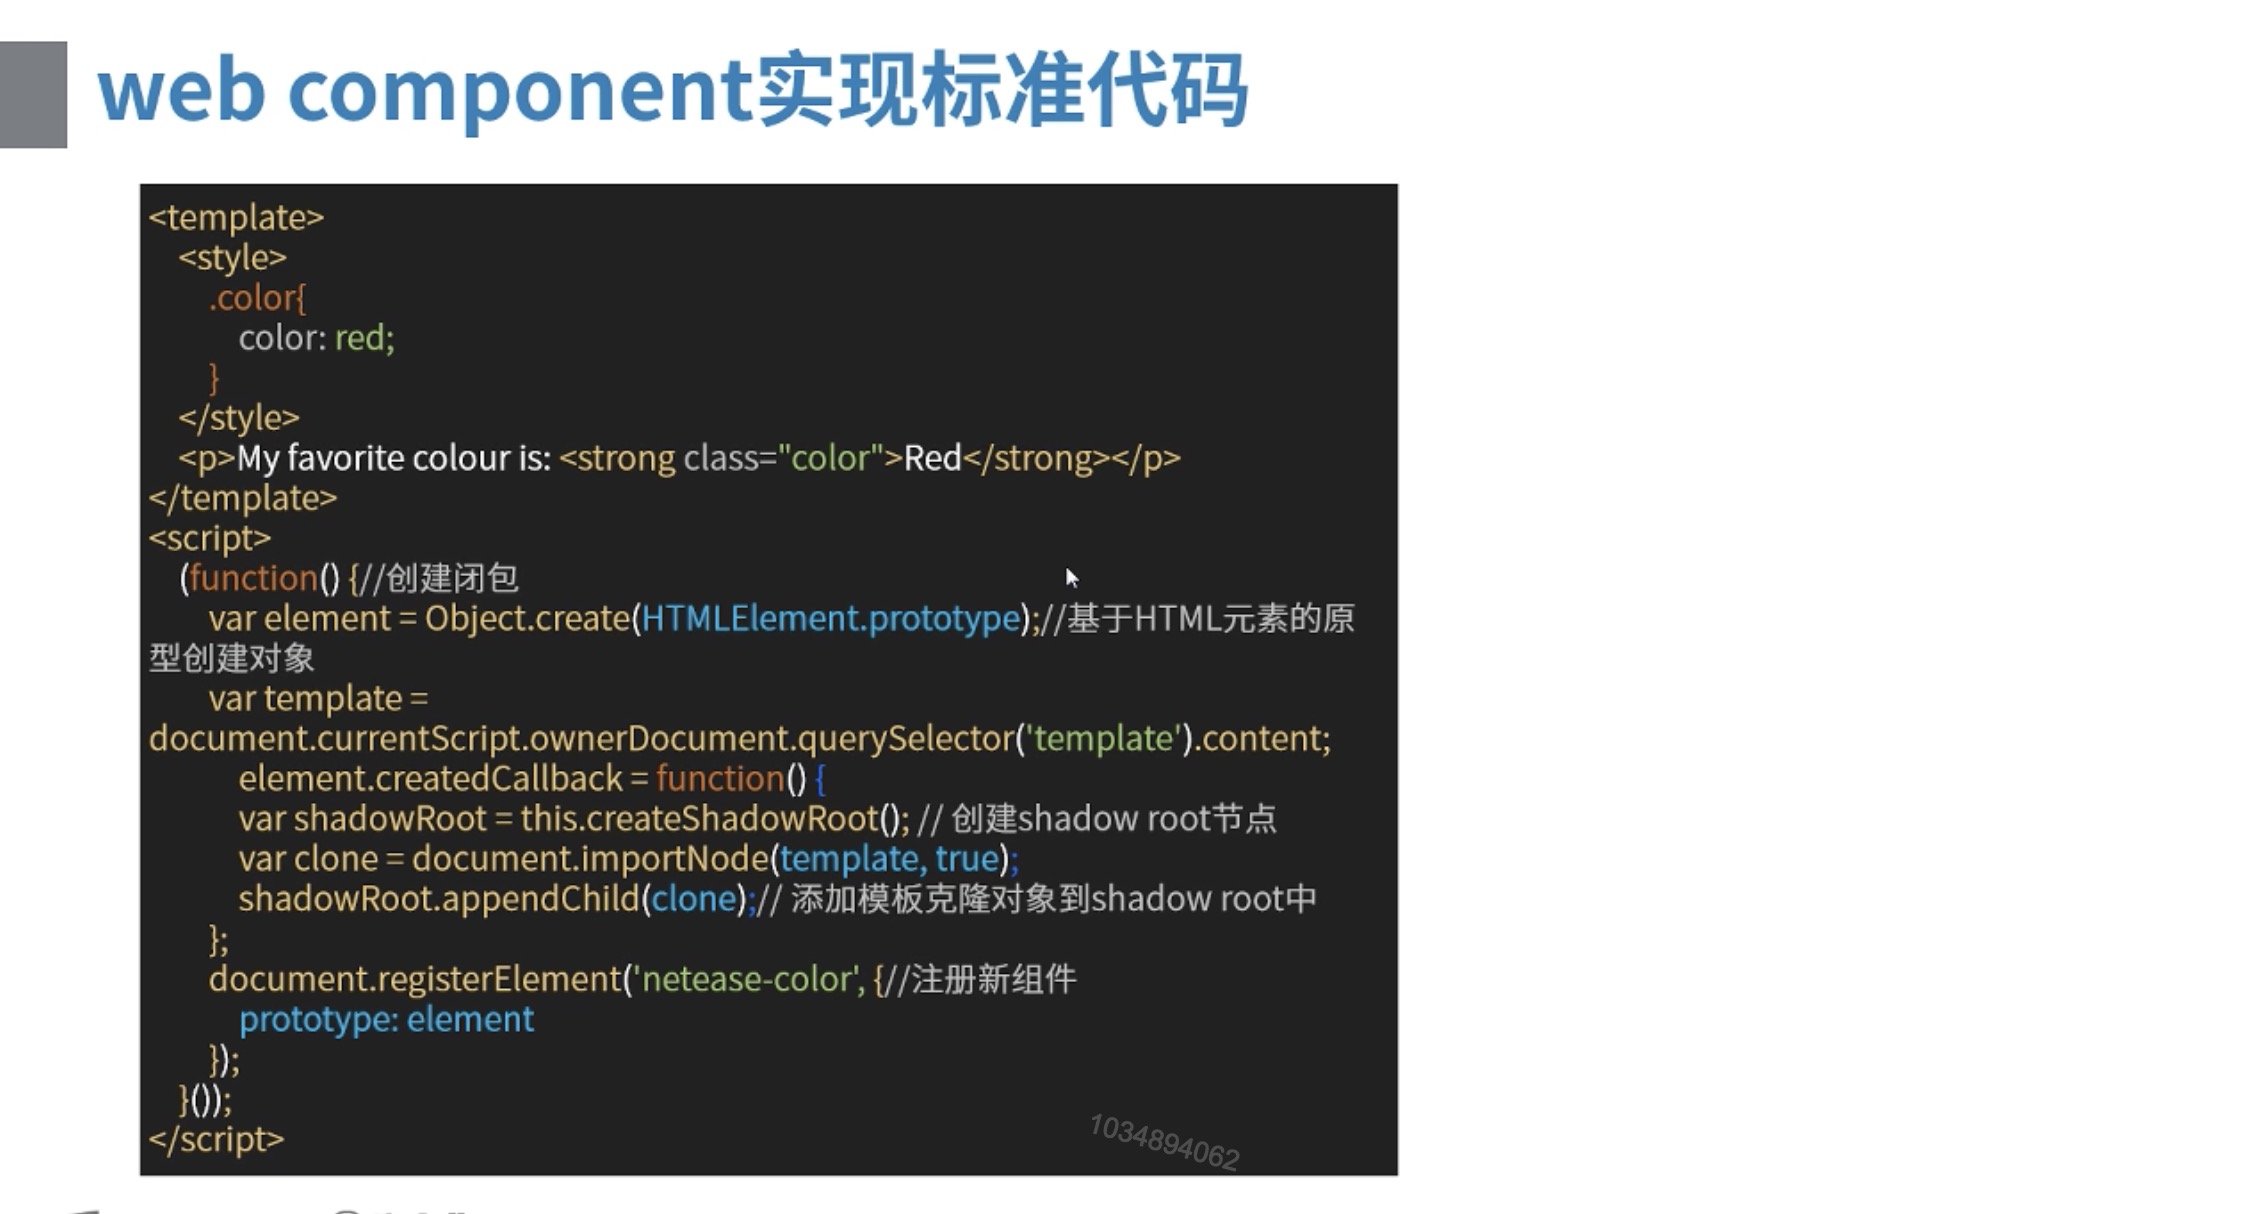 web component实现标准代码
<template>
<style>
.color{
color: red;
}
</style>
<p>My favorite colour is: <strong class="color">Red</strong></p>
</template>
<script>
(function() {//创建闭包
var element = Object.create(HTMLElement.prototype);//基于HTML元素的原
型创建对象
var template =
document.currentScript.ownerDocument.querySelector('template').content;
element.createdCallback = function() {
var shadowRoot = this.createShadowRoot(); // 创建shadow root节点
var clone = document.importNode(template, true);
shadowRoot.appendChild(clone);// 添加模板克隆对象到shadow root中
};
document.registerElement('netease-color', {//注册新组件
prototype: element
});
}());
</script>
1034894062